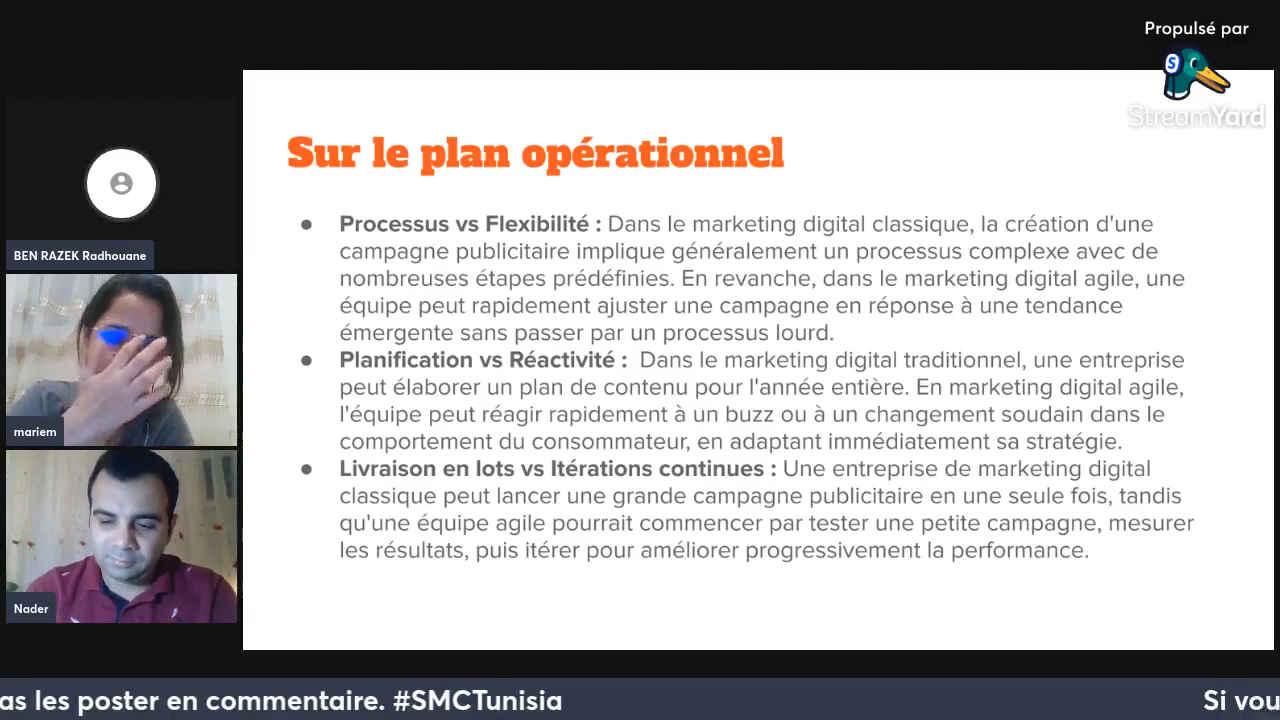 Propulsé par
StreamYard
Sur le plan opérationnel
● Processus vs Flexibilité : Dans le marketing digital classique, la création d'une
campagne publicitaire implique généralement un processus complexe avec de
nombreuses étapes prédéfinies. En revanche, dans le marketing digital agile, une
équipe peut rapidement ajuster une campagne en réponse à une tendance
émergente sans passer par un processus lourd.
● Planification vs Réactivité : Dans le marketing digital traditionnel, une entreprise
peut élaborer un plan de contenu pour l'année entière. En marketing digital agile,
l'équipe peut réagir rapidement à un buzz ou à un changement soudain dans le
comportement du consommateur, en adaptant immédiatement sa stratégie.
● Livraison en lots vs Itérations continues : Une entreprise de marketing digital
classique peut lancer une grande campagne publicitaire en une seule fois, tandis
qu'une équipe agile pourrait commencer par tester une petite campagne, mesurer
les résultats, puis itérer pour améliorer progressivement la performance.
BEN RAZEK Radhouane
mariem
Nader
as les poster en commentaire. #SMCTunisia
Si vou